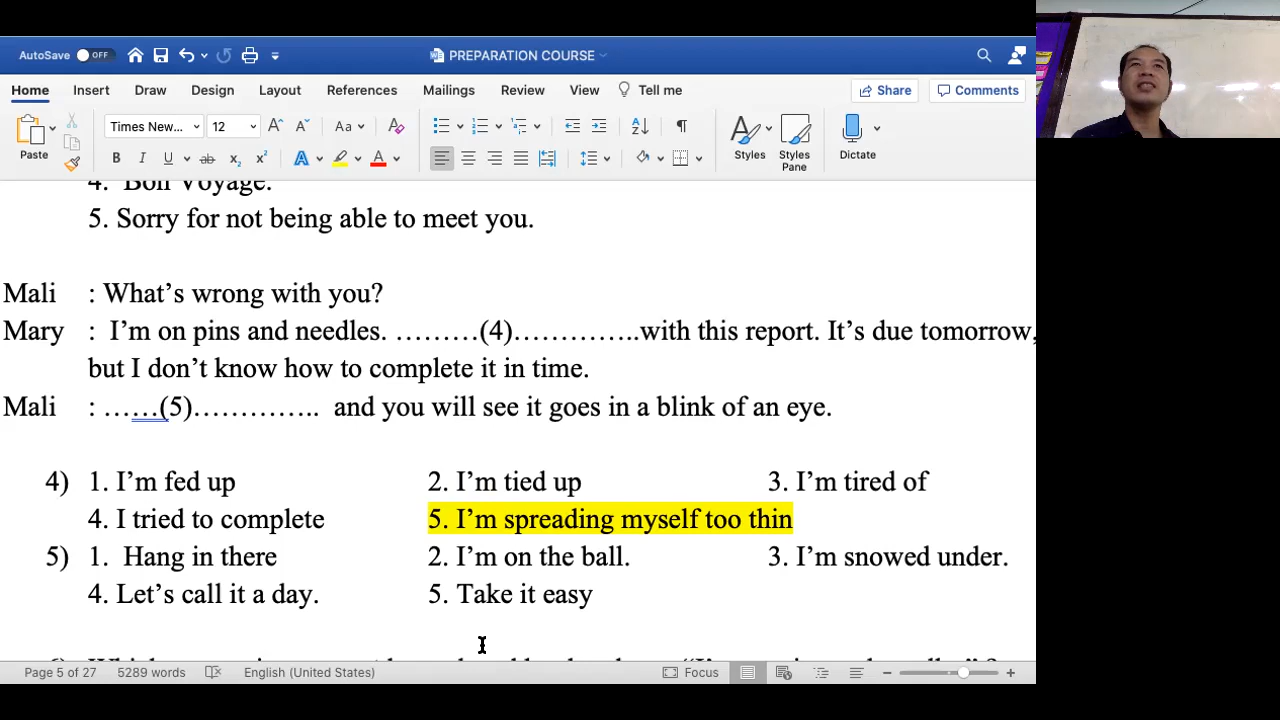 AutoSave OFF PREPARATION COURSE
Home Insert Draw Design Layout References Mailings Review View Tell me Share Comments
Times New... 12 Aa
Paste Styles Styles Pane Dictate
4. Bon Voyage.
5. Sorry for not being able to meet you.
Mali : What’s wrong with you?
Mary : I’m on pins and needles. ………(4)…………..with this report. It’s due tomorrow,
but I don’t know how to complete it in time.
Mali : ……(5)………….. and you will see it goes in a blink of an eye.
4) 1. I’m fed up 2. I’m tied up 3. I’m tired of
4. I tried to complete 5. I’m spreading myself too thin
5) 1. Hang in there 2. I’m on the ball. 3. I’m snowed under.
4. Let’s call it a day. 5. Take it easy
Page 5 of 27 5289 words English (United States) Focus